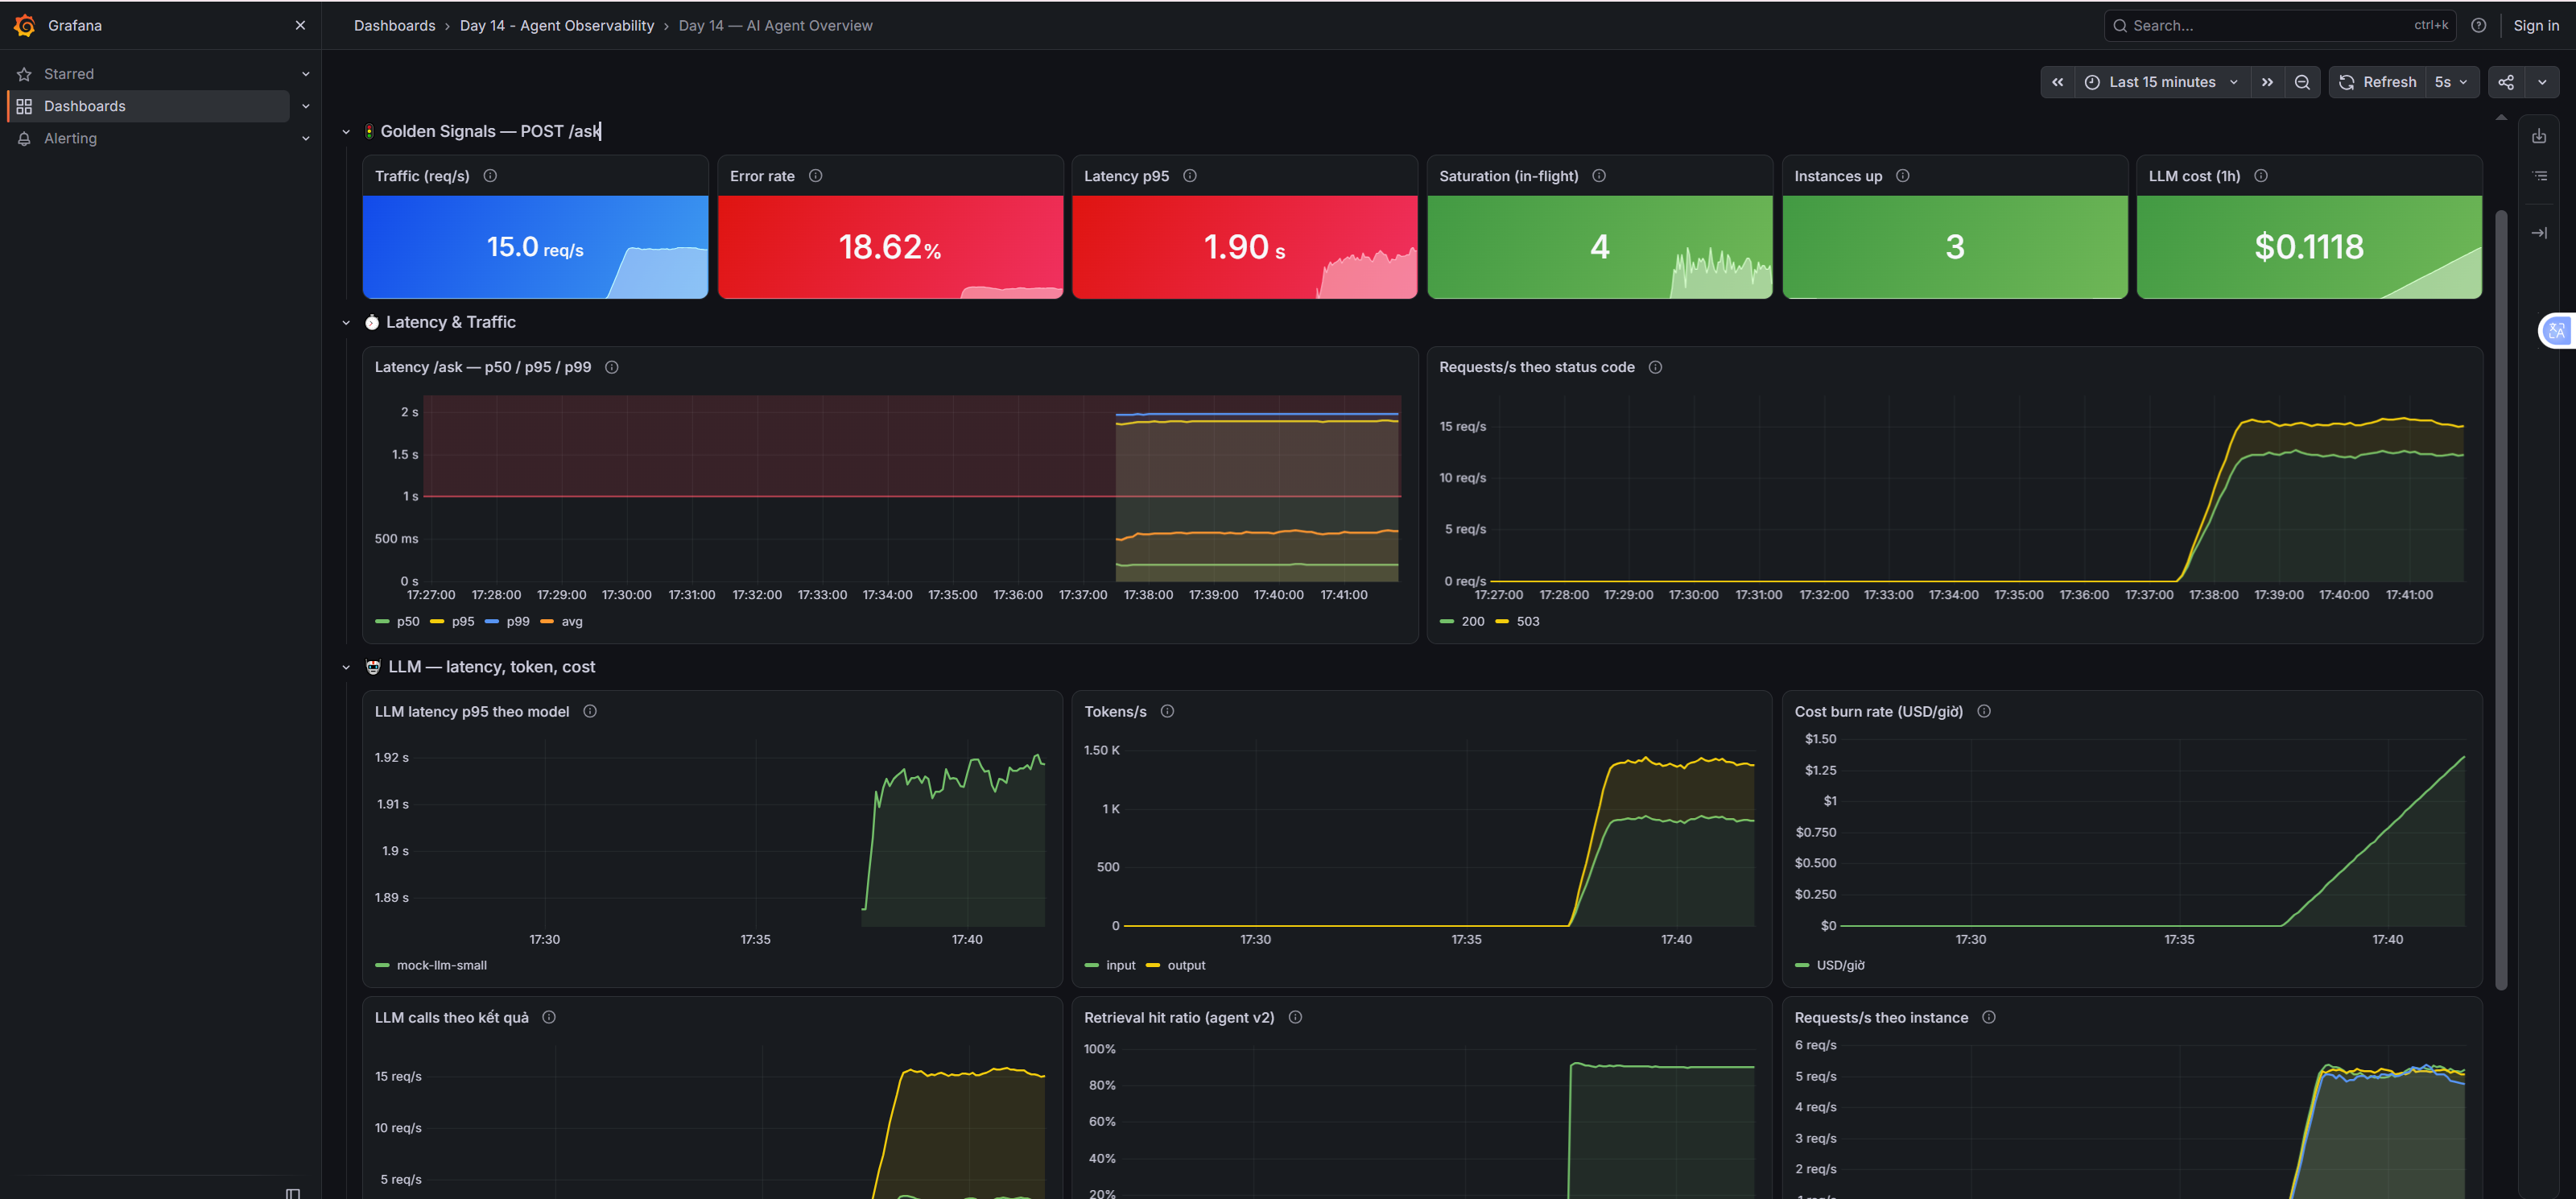 Grafana
Dashboards › Day 14 - Agent Observability › Day 14 — AI Agent Overview
Search...
ctrl+k
Sign in
Starred
Dashboards
Alerting
Last 15 minutes
Refresh
5s
Golden Signals — POST /ask
Traffic (req/s)
15.0 req/s
Error rate
18.62%
Latency p95
1.90 s
Saturation (in-flight)
4
Instances up
3
LLM cost (1h)
$0.1118
Latency & Traffic
Latency /ask — p50 / p95 / p99
2 s
1.5 s
1 s
500 ms
0 s
17:27:00 17:28:00 17:29:00 17:30:00 17:31:00 17:32:00 17:33:00 17:34:00 17:35:00 17:36:00 17:37:00 17:38:00 17:39:00 17:40:00 17:41:00
p50 p95 p99 avg
Requests/s theo status code
15 req/s
10 req/s
5 req/s
0 req/s
17:27:00 17:28:00 17:29:00 17:30:00 17:31:00 17:32:00 17:33:00 17:34:00 17:35:00 17:36:00 17:37:00 17:38:00 17:39:00 17:40:00 17:41:00
200 503
LLM — latency, token, cost
LLM latency p95 theo model
1.92 s
1.91 s
1.9 s
1.89 s
17:30 17:35 17:40
mock-llm-small
Tokens/s
1.50 K
1 K
500
0
17:30 17:35 17:40
input output
Cost burn rate (USD/giờ)
$1.50
$1.25
$1
$0.750
$0.500
$0.250
$0
17:30 17:35 17:40
USD/giờ
LLM calls theo kết quả
15 req/s
10 req/s
5 req/s
Retrieval hit ratio (agent v2)
100%
80%
60%
40%
20%
Requests/s theo instance
6 req/s
5 req/s
4 req/s
3 req/s
2 req/s